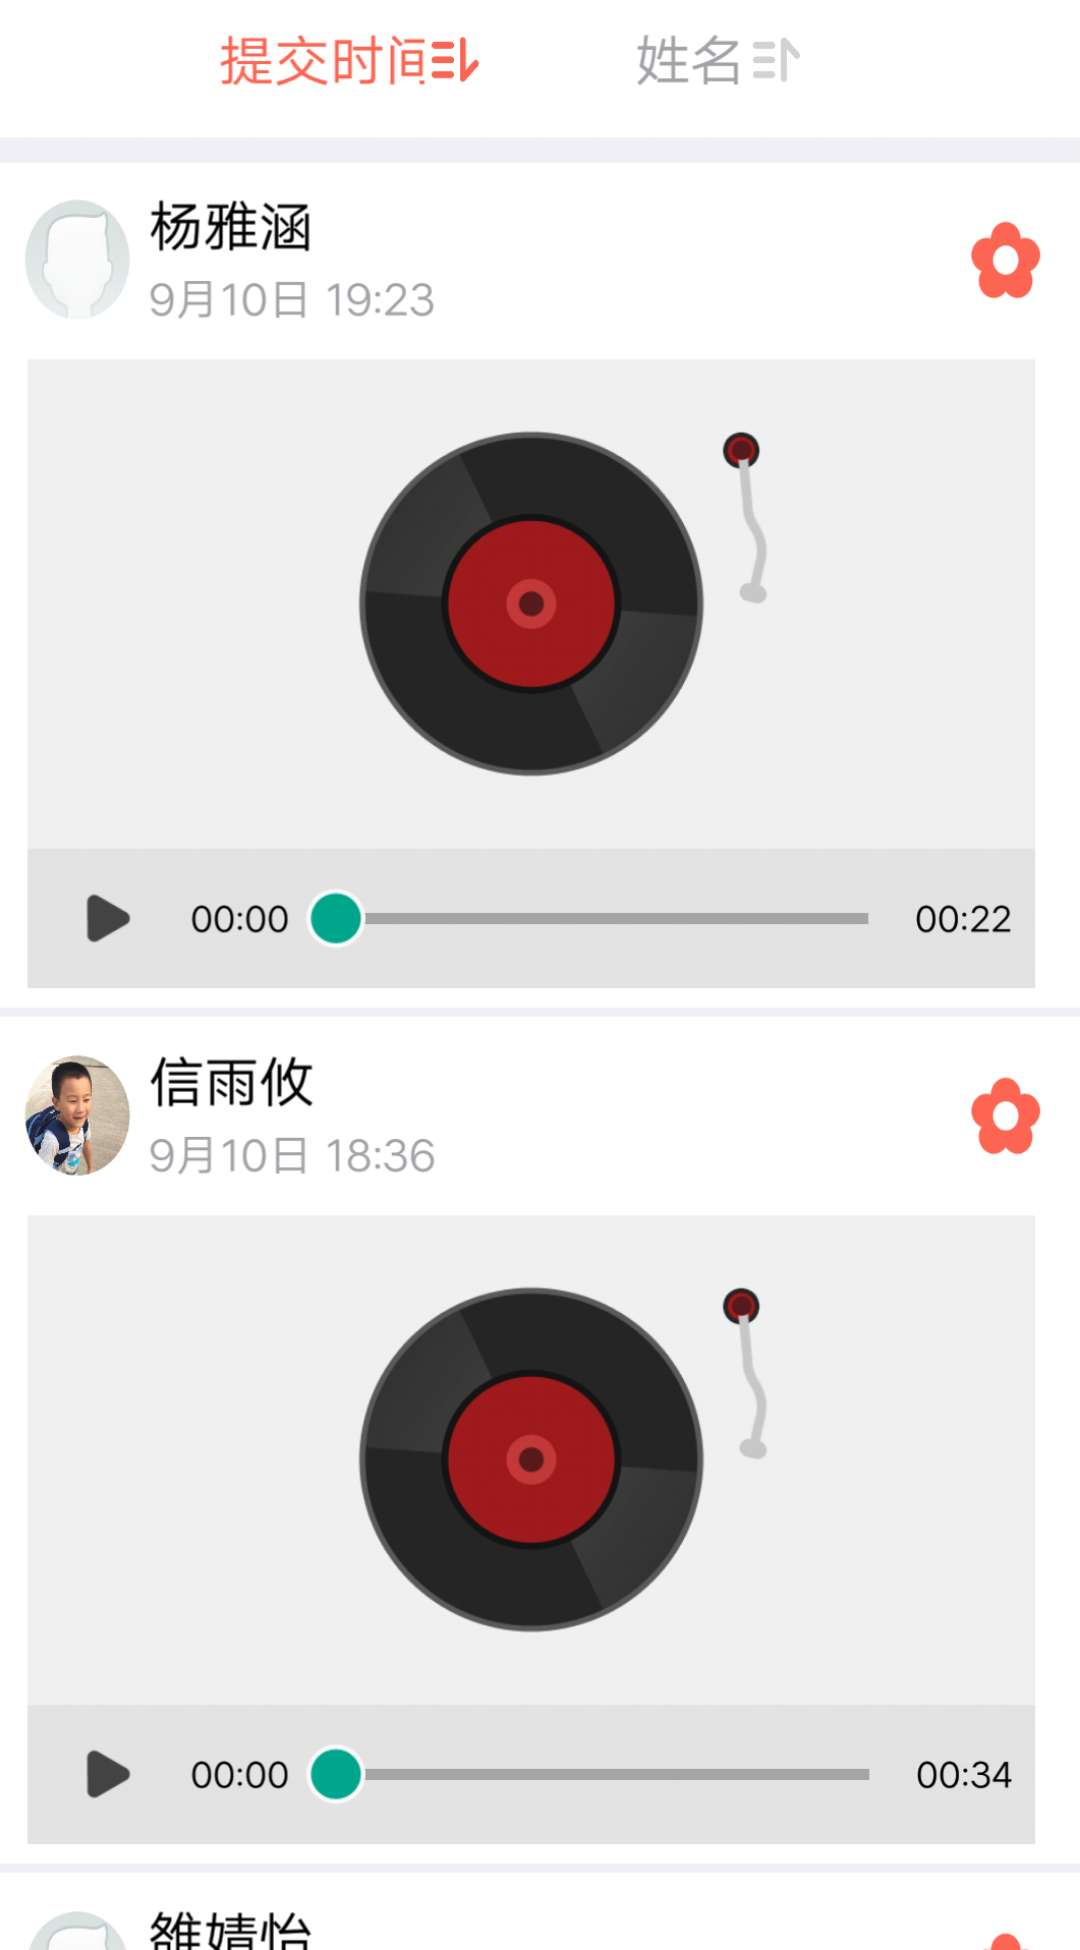 提交时间 姓名
杨雅涵
9月10日 19:23
00:00 00:22
信雨攸
9月10日 18:36
00:00 00:34
雒婧怡